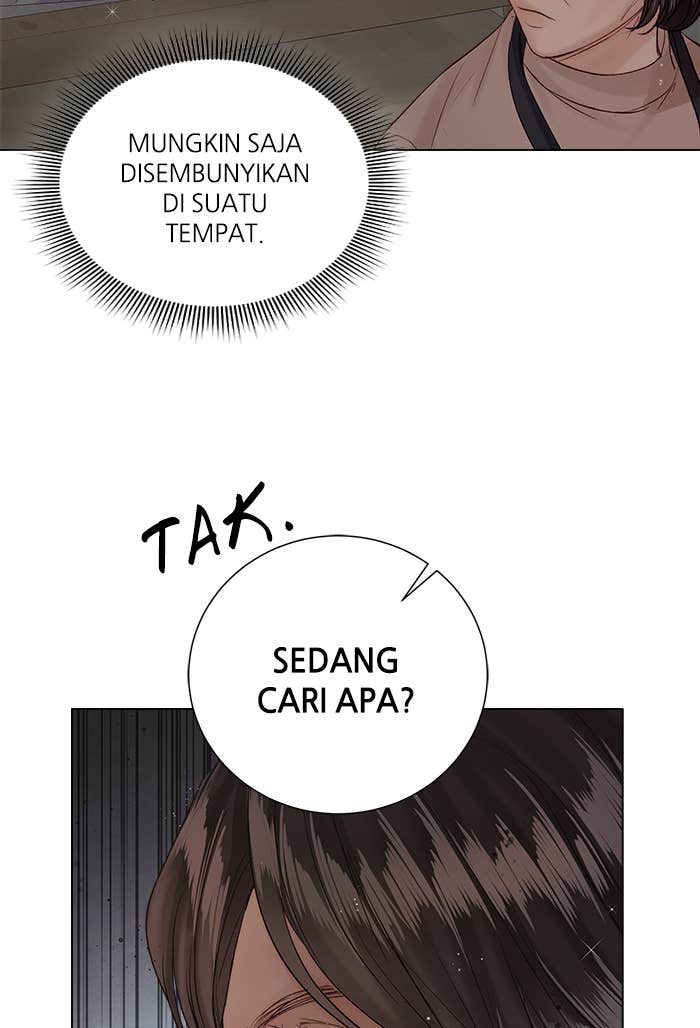 MUNGKIN SAJA
DISEMBUNYIKAN
DI SUATU
TEMPAT.
TAK.
SEDANG
CARI APA?